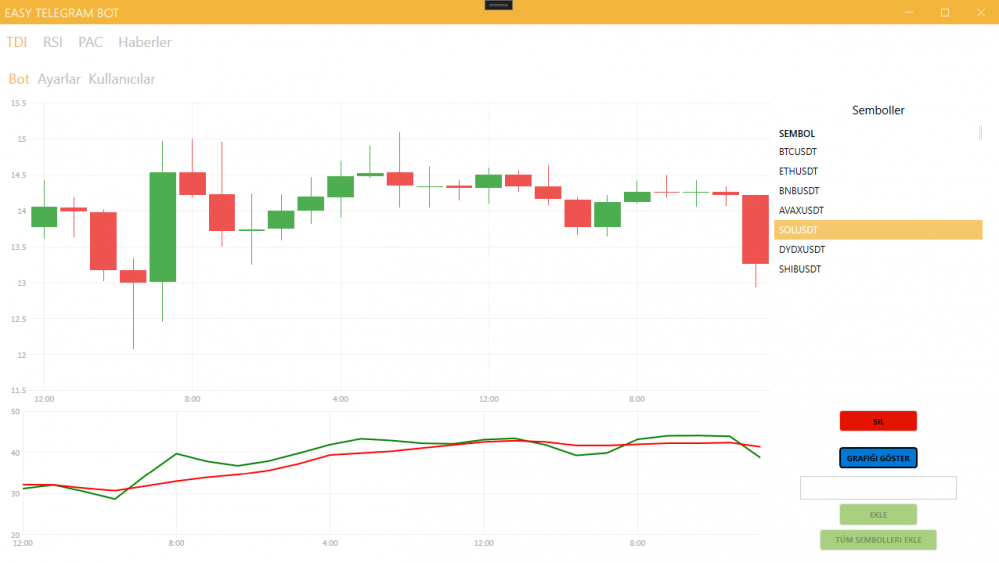 EASY TELEGRAM BOT
TDI RSI PAC Haberler
Bot Ayarlar Kullanıcılar
15.5
15
14.5
14
13.5
13
12.5
12
11.5
12:00 8:00 4:00 12:00 8:00
50
40
30
20
12:00 8:00 4:00 12:00 8:00
Semboller
SEMBOL
BTCUSDT
ETHUSDT
BNBUSDT
AVAXUSDT
SOLUSDT
DYDXUSDT
SHIBUSDT
SIL
GRAFIĞI GÖSTER
EKLE
TÜM SEMBOLLERI EKLE